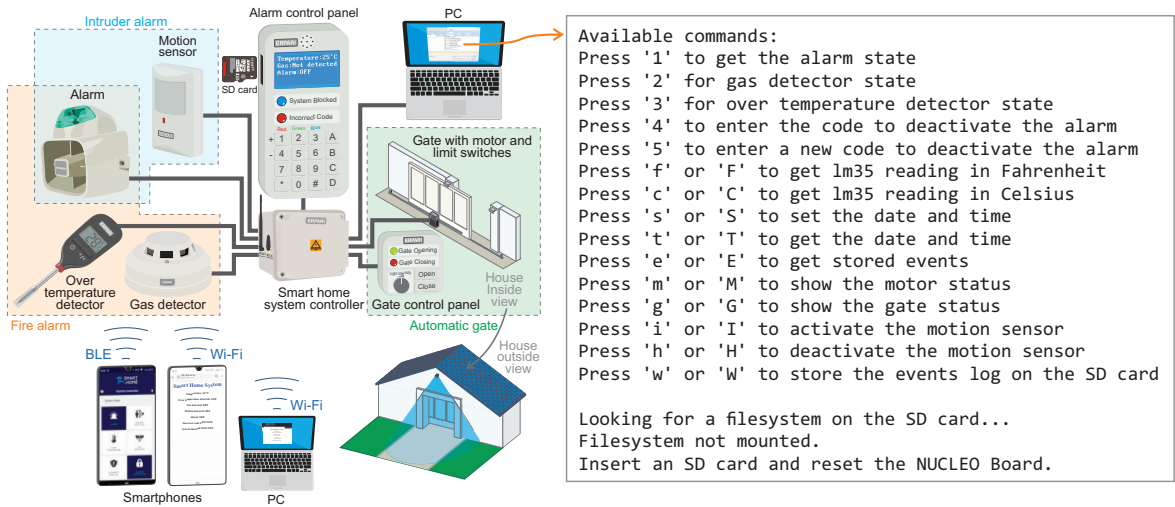 Alarm control panel
PC
Intruder alarm
Motion
sensor
ERPARI
Temperature:25°C
Gas:Not detected
Alarm:OFF
SD card
System Blocked
Incorrect Code
Red Green Blue
+ 1 2 3 A
- 4 5 6 B
7 8 9 C
* 0 # D
Alarm
ERPARI
Gate with motor and
limit switches
ERPARI
ERPARI
Gate Opening
Gate Closing
Open
Close
Over
temperature
detector
Gas detector
Smart home
system controller
Gate control panel
House
Inside
view
Fire alarm
Automatic gate
BLE
Wi-Fi
House
outside
view
Wi-Fi
SMART
HOME
Smart Home System
Smartphones
PC
Available commands:
Press '1' to get the alarm state
Press '2' for gas detector state
Press '3' for over temperature detector state
Press '4' to enter the code to deactivate the alarm
Press '5' to enter a new code to deactivate the alarm
Press 'f' or 'F' to get lm35 reading in Fahrenheit
Press 'c' or 'C' to get lm35 reading in Celsius
Press 's' or 'S' to set the date and time
Press 't' or 'T' to get the date and time
Press 'e' or 'E' to get stored events
Press 'm' or 'M' to show the motor status
Press 'g' or 'G' to show the gate status
Press 'i' or 'I' to activate the motion sensor
Press 'h' or 'H' to deactivate the motion sensor
Press 'w' or 'W' to store the events log on the SD card
Looking for a filesystem on the SD card...
Filesystem not mounted.
Insert an SD card and reset the NUCLEO Board.